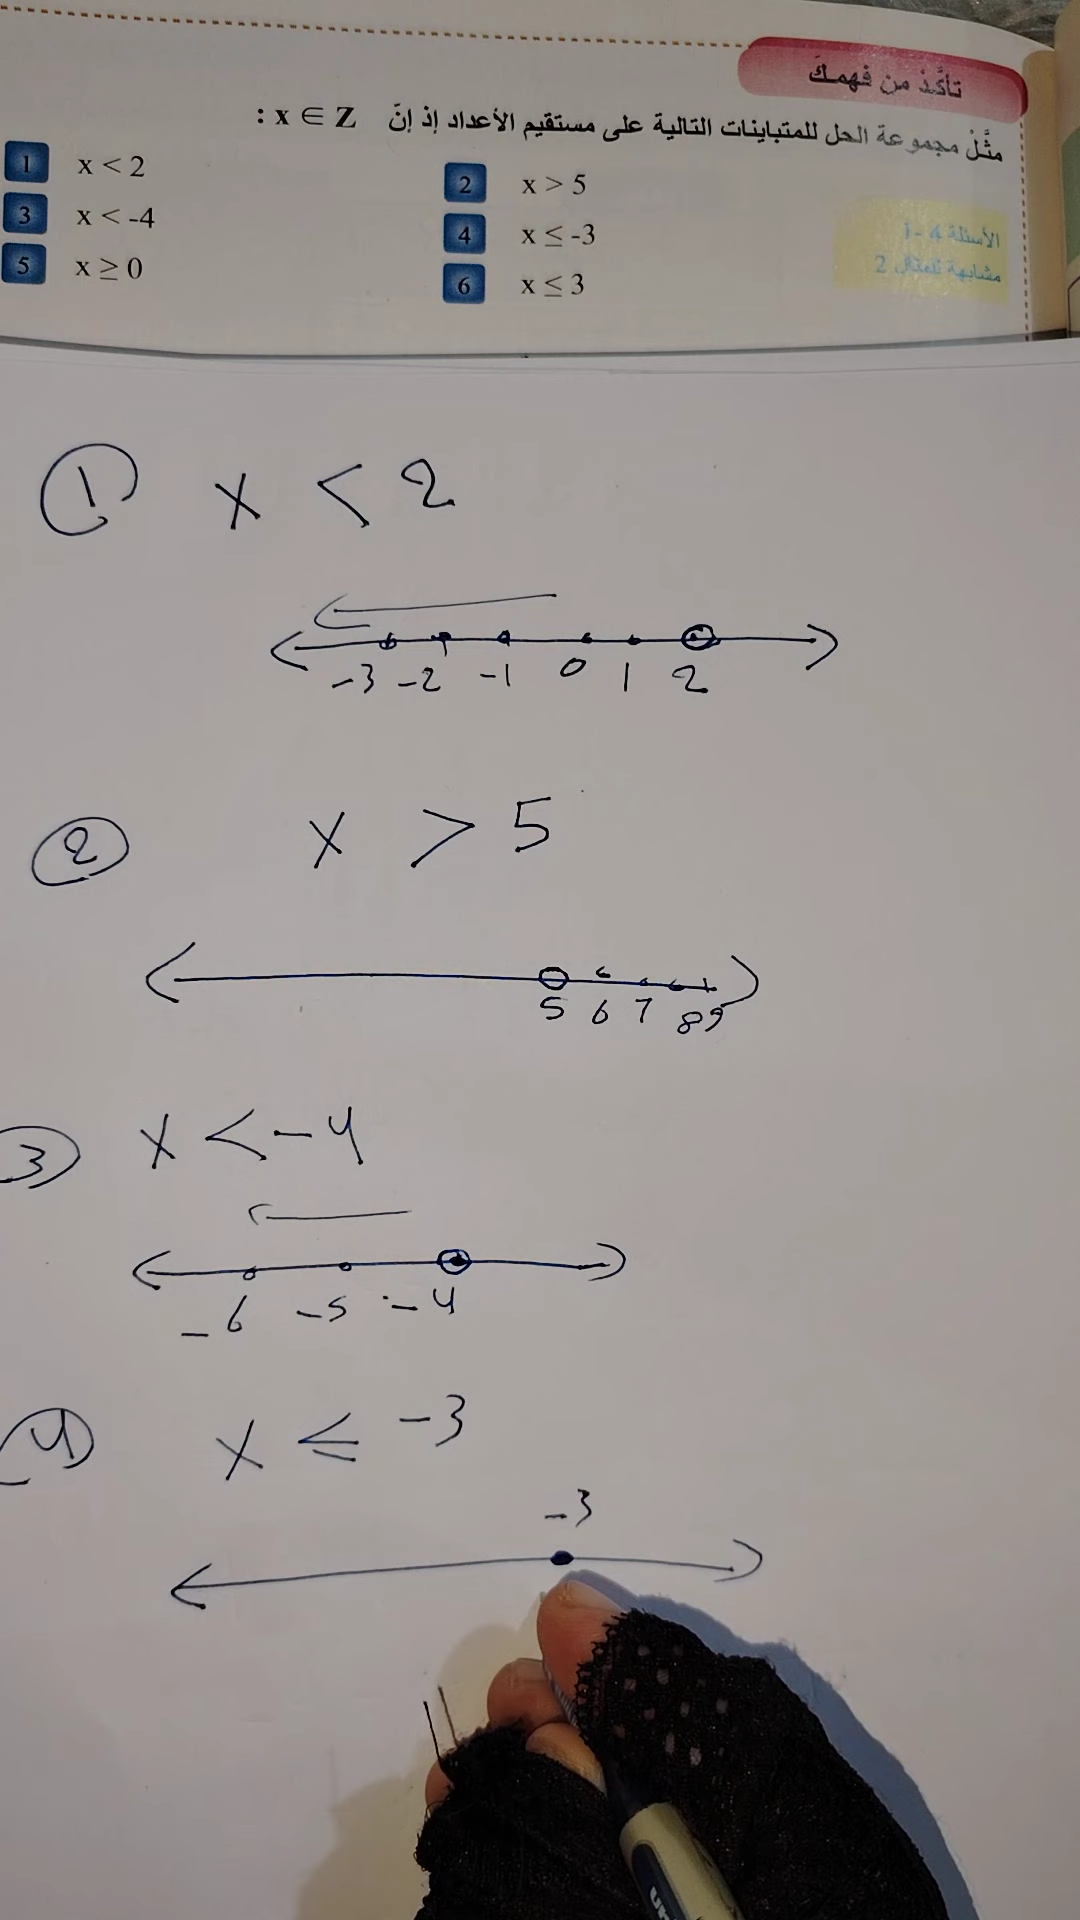 تأكَّدْ من فهمكَ
مثَّلْ مجموعة الحل للمتباينات التالية على مستقيم الأعداد إذ إنّ x ∈ Z :
1 x < 2
2 x > 5
3 x < -4
4 x ≤ -3
5 x ≥ 0
6 x ≤ 3
الأسئلة 4 - 1
مشابهة للمثال 2
1 x < 2
-3 -2 -1 0 1 2
2 x > 5
5 6 7 8 9
3 x < -4
-6 -5 -4
4 x ≤ -3
-3